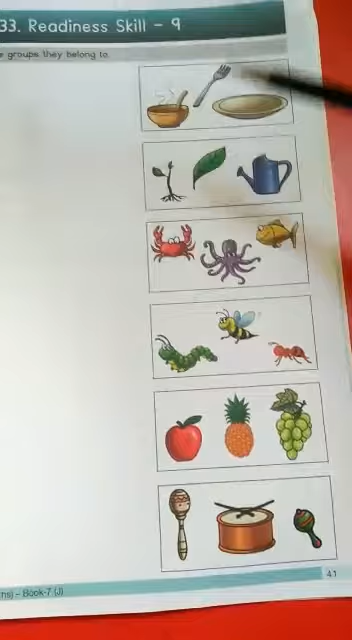 33. Readiness Skill - 9
groups they belong to.
- Book-7 (J)
41